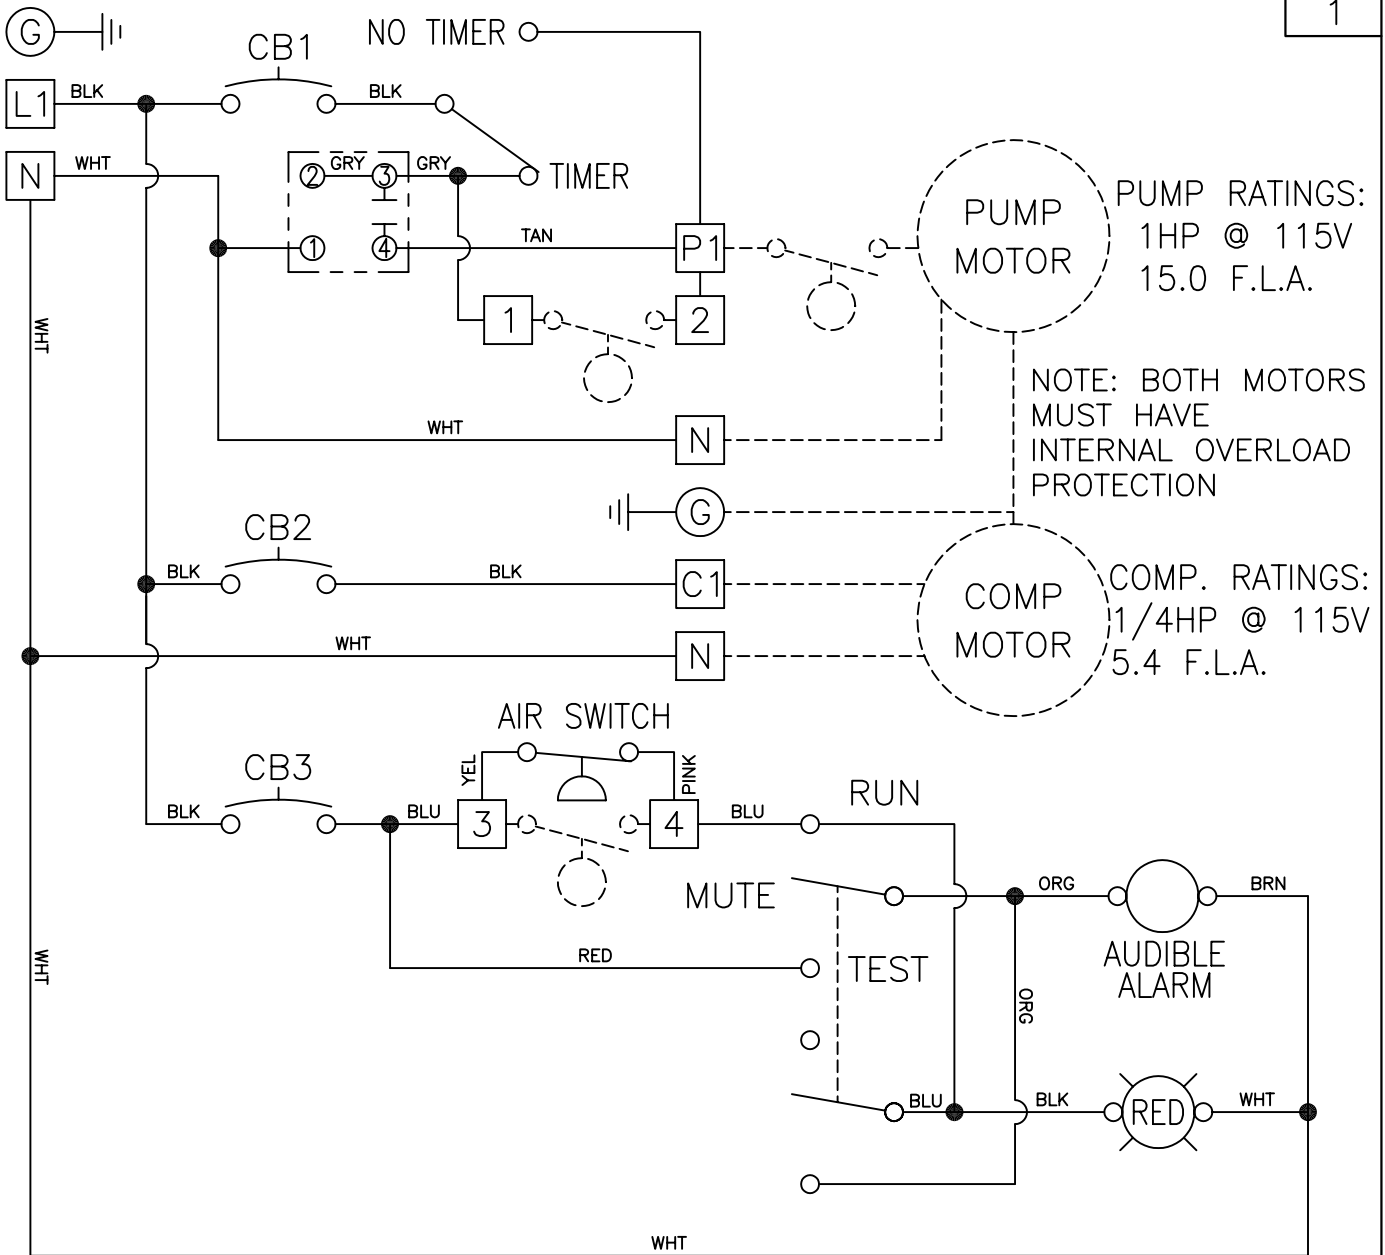 1
G
NO TIMER
CB1
L1 BLK BLK
N WHT
2 GRY 3 GRY TIMER
1 4 TAN P1
PUMP MOTOR
PUMP RATINGS:
1HP @ 115V
15.0 F.L.A.
1 2
WHT
NOTE: BOTH MOTORS
MUST HAVE
INTERNAL OVERLOAD
PROTECTION
WHT N
G
CB2
BLK BLK C1
COMP MOTOR
COMP. RATINGS:
1/4HP @ 115V
5.4 F.L.A.
WHT N
AIR SWITCH
YEL PINK
CB3
BLK BLU 3 4 BLU RUN
MUTE
ORG BRN
AUDIBLE
ALARM
WHT
RED TEST
ORG
BLU BLK RED WHT
WHT